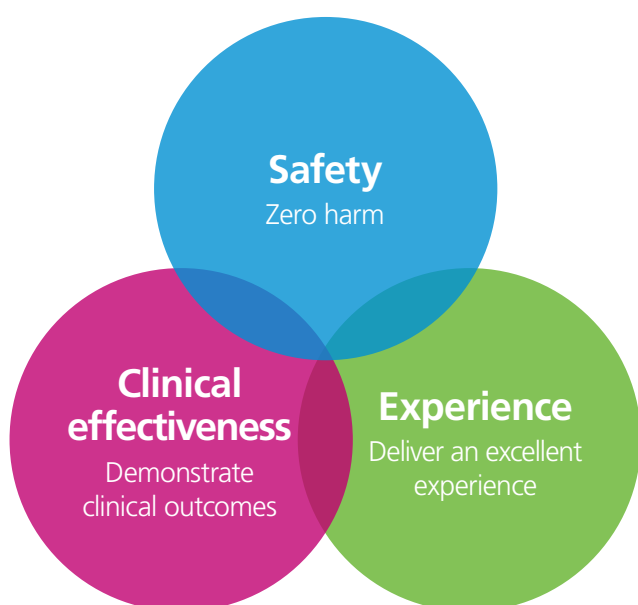 Safety
Zero harm
Clinical
effectiveness
Demonstrate
clinical outcomes
Experience
Deliver an excellent
experience